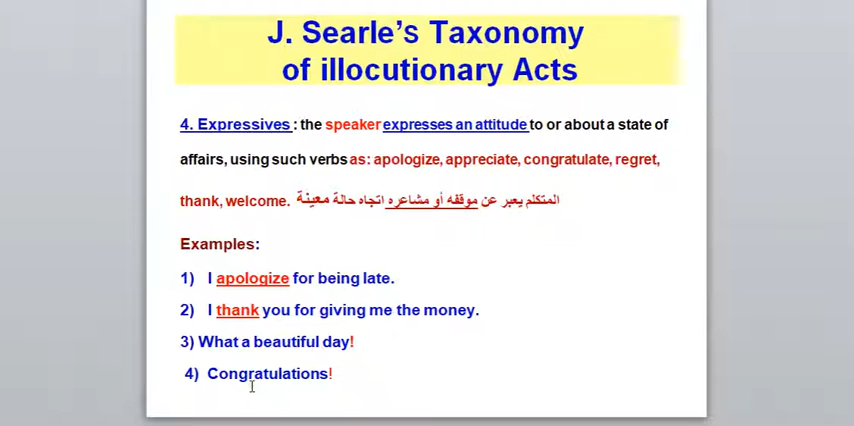 J. Searle's Taxonomy
of illocutionary Acts
4. Expressives : the speaker expresses an attitude to or about a state of
affairs, using such verbs as: apologize, appreciate, congratulate, regret,
thank, welcome. المتكلم يعبر عن موقفه أو مشاعره اتجاه حالة معينة
Examples:
1) I apologize for being late.
2) I thank you for giving me the money.
3) What a beautiful day!
4) Congratulations!